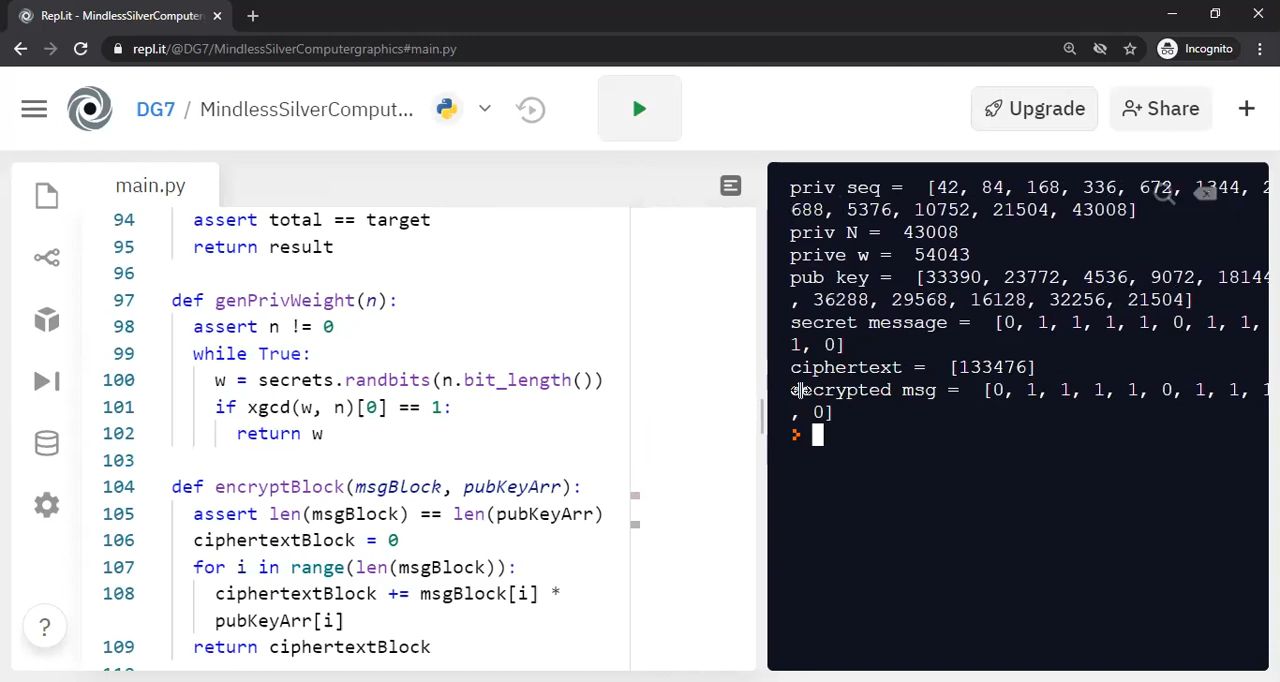 Repl.it - MindlessSilverComputer
repl.it/@DG7/MindlessSilverComputergraphics#main.py
Incognito
DG7 / MindlessSilverComput...
Upgrade
Share
main.py
94 assert total == target
95 return result
96
97 def genPrivWeight(n):
98 assert n != 0
99 while True:
100 w = secrets.randbits(n.bit_length())
101 if xgcd(w, n)[0] == 1:
102 return w
103
104 def encryptBlock(msgBlock, pubKeyArr):
105 assert len(msgBlock) == len(pubKeyArr)
106 ciphertextBlock = 0
107 for i in range(len(msgBlock)):
108 ciphertextBlock += msgBlock[i] *
pubKeyArr[i]
109 return ciphertextBlock
?
priv seq = [42, 84, 168, 336, 672, 1344, 2
688, 5376, 10752, 21504, 43008]
priv N = 43008
prive w = 54043
pub key = [33390, 23772, 4536, 9072, 18144
, 36288, 29568, 16128, 32256, 21504]
secret message = [0, 1, 1, 1, 1, 0, 1, 1,
1, 0]
ciphertext = [133476]
decrypted msg = [0, 1, 1, 1, 1, 0, 1, 1, 1
, 0]
>